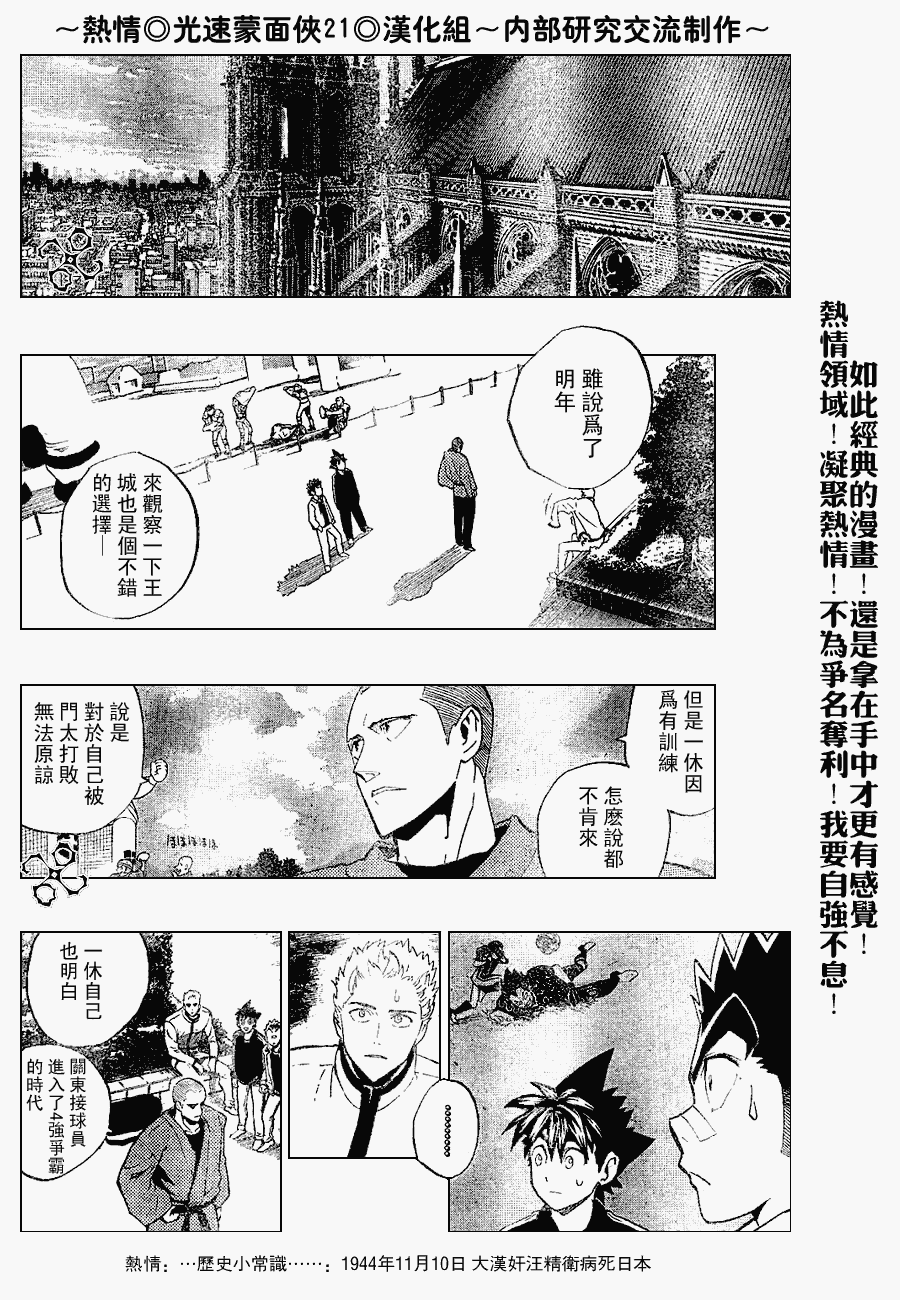 ～熱情◎光速蒙面俠21◎漢化組～内部研究交流制作～
雖說爲了
明年
來觀察一下王
城也是個不錯
的選擇—
但是一休因
爲有訓練
怎麽說都
不肯來
說是
對於自己被
門太打敗
無法原諒
ほほほほほ
一休自己
也明白
關東接球員
進入了4強爭霸
的時代
。。。。。。
如此經典的漫畫！還是拿在手中才更有感覺！
熱情領域！凝聚熱情！不為爭名奪利！我要自強不息！
熱情：…歷史小常識……：1944年11月10日 大漢奸汪精衛病死日本